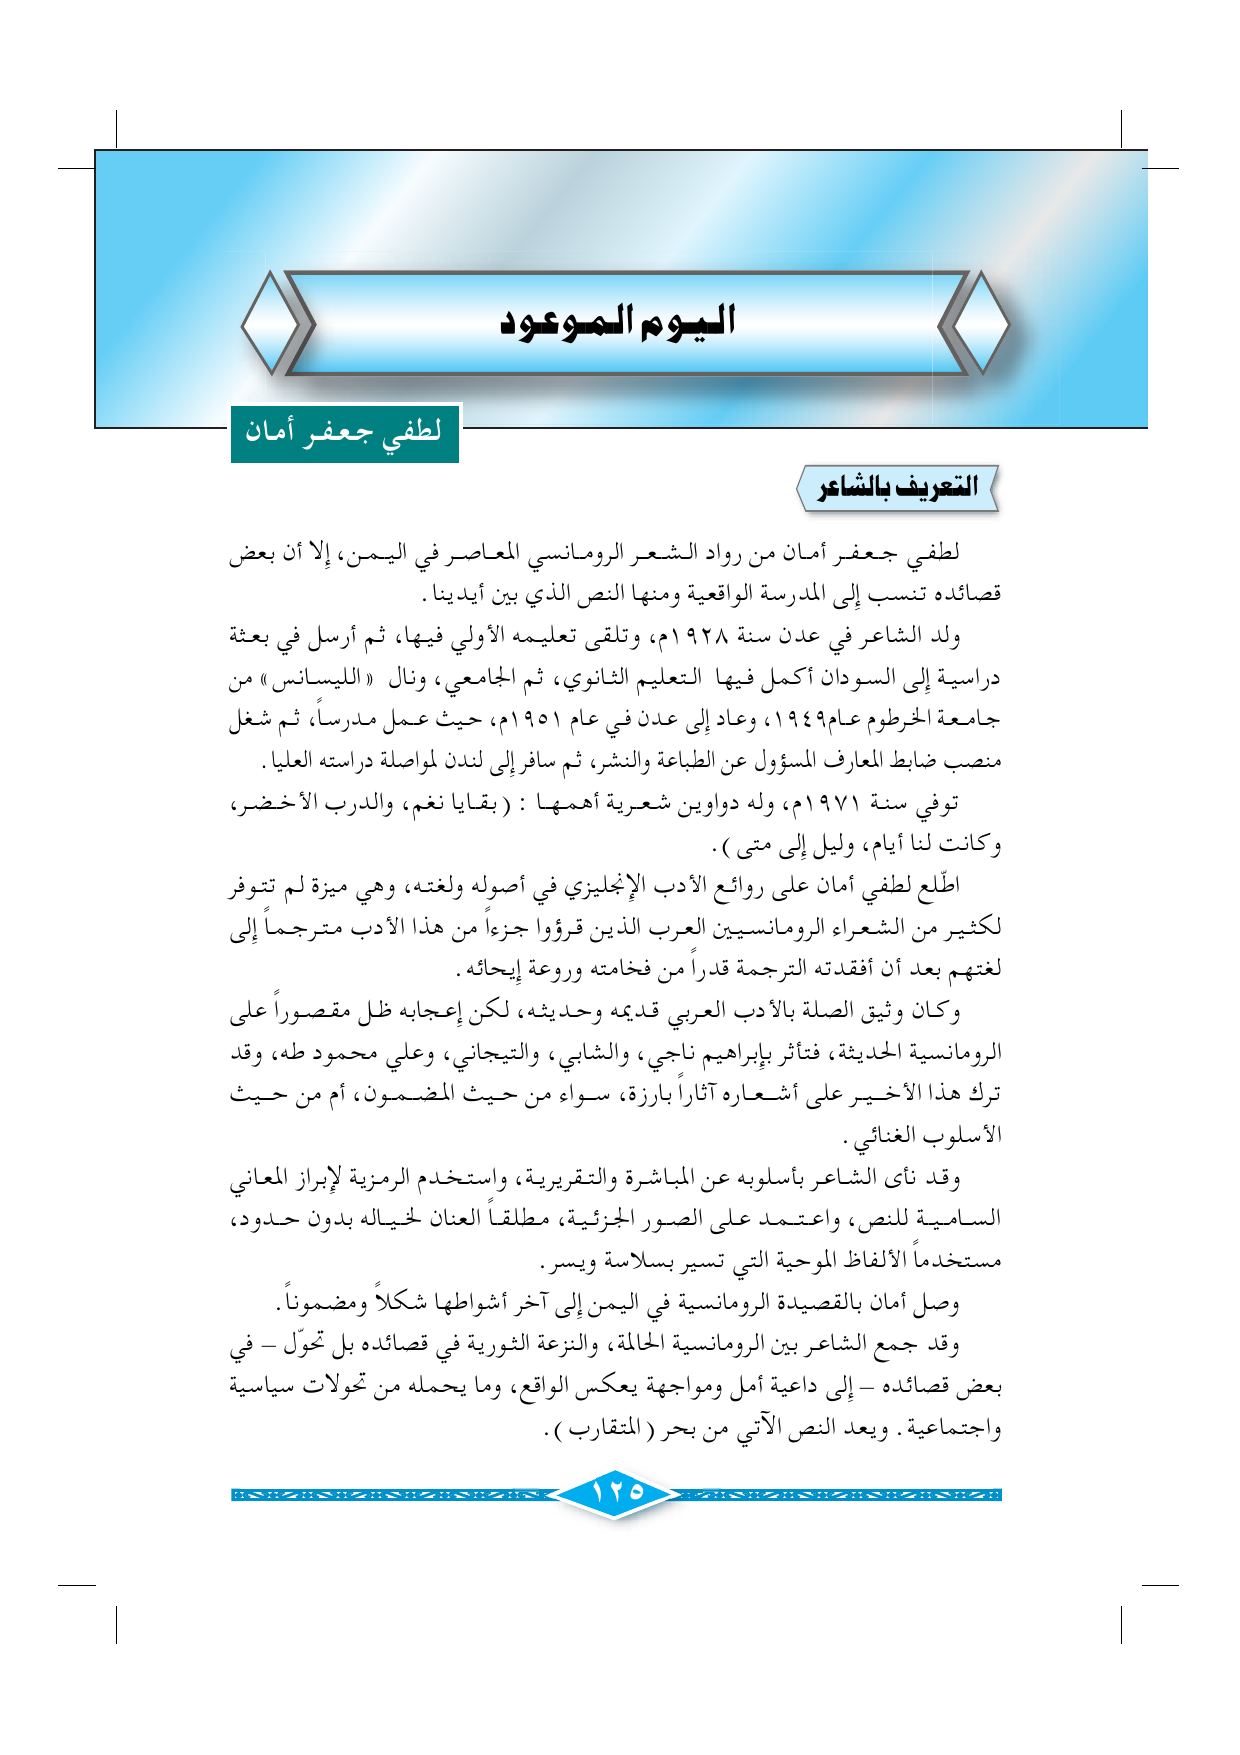 اليوم الموعود
لطفي جعفر أمان
التعريف بالشاعر
لطفي جعفر أمان من رواد الشعر الرومانسي المعاصر في اليمن، إلا أن بعض
قصائده تنسب إلى المدرسة الواقعية ومنها النص الذي بين أيدينا.
ولد الشاعر في عدن سنة ١٩٢٨م، وتلقى تعليمه الأولي فيها، ثم أرسل في بعثة
دراسية إلى السودان أكمل فيها التعليم الثانوي، ثم الجامعي، ونال «الليسانس» من
جامعة الخرطوم عام١٩٤٩، وعاد إلى عدن في عام ١٩٥١م، حيث عمل مدرساً، ثم شغل
منصب ضابط المعارف المسؤول عن الطباعة والنشر، ثم سافر إلى لندن لمواصلة دراسته العليا.
توفي سنة ١٩٧١م، وله دواوين شعرية أهمها : (بقايا نغم، والدرب الأخضر،
وكانت لنا أيام، وليل إلى متى).
اطّلع لطفي أمان على روائع الأدب الإنجليزي في أصوله ولغته، وهي ميزة لم تتوفر
لكثير من الشعراء الرومانسيين العرب الذين قرؤوا جزءاً من هذا الأدب مترجماً إلى
لغتهم بعد أن أفقدته الترجمة قدراً من فخامته وروعة إيحائه.
وكان وثيق الصلة بالأدب العربي قديمه وحديثه، لكن إعجابه ظل مقصوراً على
الرومانسية الحديثة، فتأثر بإبراهيم ناجي، والشابي، والتيجاني، وعلي محمود طه، وقد
ترك هذا الأخير على أشعاره آثاراً بارزة، سواء من حيث المضمون، أم من حيث
الأسلوب الغنائي.
وقد نأى الشاعر بأسلوبه عن المباشرة والتقريرية، واستخدم الرمزية لإبراز المعاني
السامية للنص، واعتمد على الصور الجزئية، مطلقاً العنان لخياله بدون حدود،
مستخدماً الألفاظ الموحية التي تسير بسلاسة ويسر.
وصل أمان بالقصيدة الرومانسية في اليمن إلى آخر أشواطها شكلاً ومضموناً.
وقد جمع الشاعر بين الرومانسية الحالمة، والنزعة الثورية في قصائده بل تحوّل – في
بعض قصائده – إلى داعية أمل ومواجهة يعكس الواقع، وما يحمله من تحولات سياسية
واجتماعية. ويعد النص الآتي من بحر (المتقارب).
١٢٥